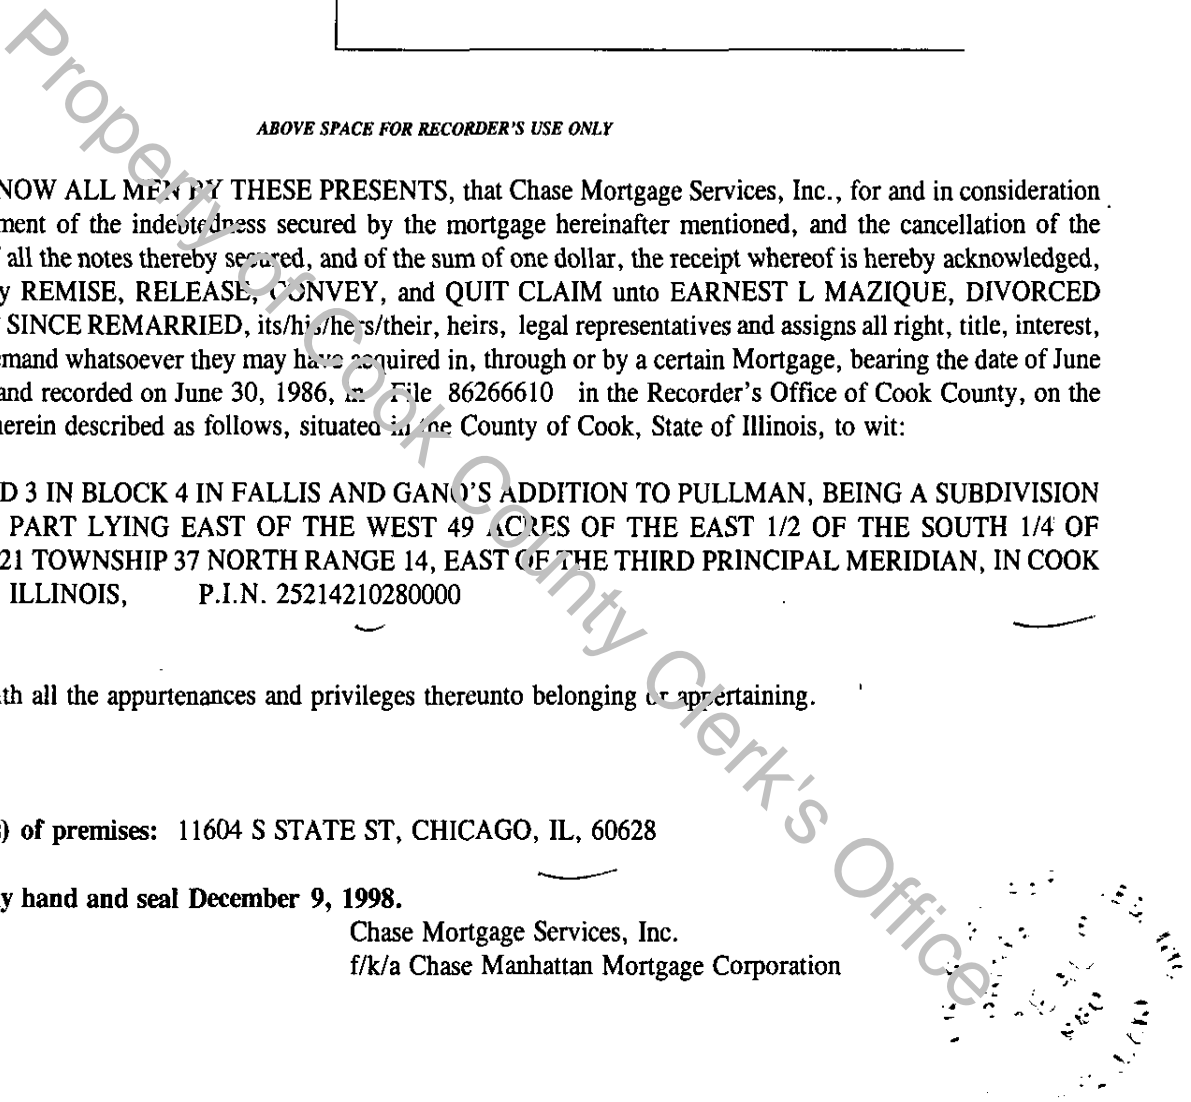 ABOVE SPACE FOR RECORDER'S USE ONLY
NOW ALL MEN BY THESE PRESENTS, that Chase Mortgage Services, Inc., for and in consideration
ment of the indebtedness secured by the mortgage hereinafter mentioned, and the cancellation of the
all the notes thereby secured, and of the sum of one dollar, the receipt whereof is hereby acknowledged,
y REMISE, RELEASE, CONVEY, and QUIT CLAIM unto EARNEST L MAZIQUE, DIVORCED
SINCE REMARRIED, its/his/hers/their, heirs, legal representatives and assigns all right, title, interest,
mand whatsoever they may have acquired in, through or by a certain Mortgage, bearing the date of June
and recorded on June 30, 1986, in File 86266610 in the Recorder's Office of Cook County, on the
erein described as follows, situated in the County of Cook, State of Illinois, to wit:
D 3 IN BLOCK 4 IN FALLIS AND GANO'S ADDITION TO PULLMAN, BEING A SUBDIVISION
PART LYING EAST OF THE WEST 49 ACRES OF THE EAST 1/2 OF THE SOUTH 1/4 OF
21 TOWNSHIP 37 NORTH RANGE 14, EAST OF THE THIRD PRINCIPAL MERIDIAN, IN COOK
ILLINOIS, P.I.N. 25214210280000
th all the appurtenances and privileges thereunto belonging or appertaining.
) of premises: 11604 S STATE ST, CHICAGO, IL, 60628
y hand and seal December 9, 1998.
Chase Mortgage Services, Inc.
f/k/a Chase Manhattan Mortgage Corporation
Property of Cook County Clerk's Office